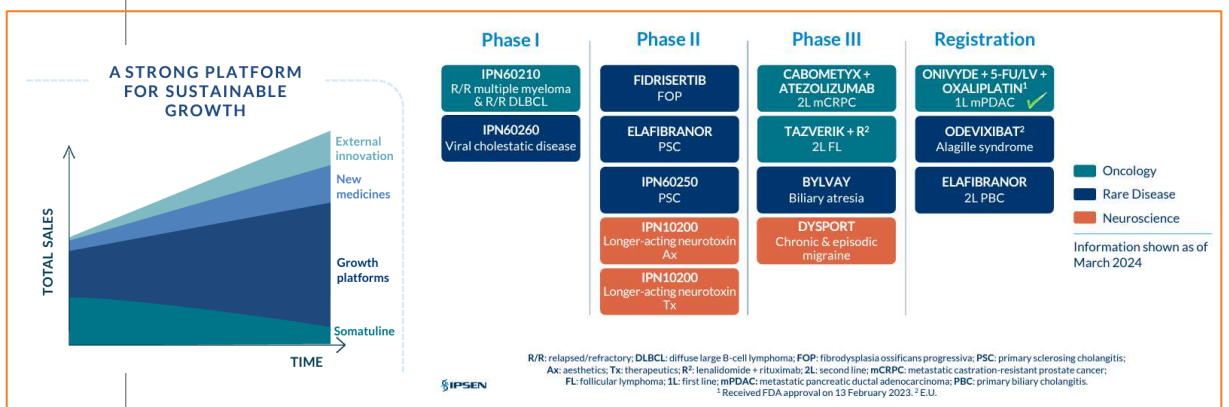 A STRONG PLATFORM
FOR SUSTAINABLE
GROWTH
TOTAL SALES
External
innovation
New
medicines
Growth
platforms
Somatuline
TIME
Phase I
IPN60210
R/R multiple myeloma
& R/R DLBCL
IPN60260
Viral cholestatic disease
Phase II
FIDRISERTIB
FOP
ELAFIBRANOR
PSC
IPN60250
PSC
IPN10200
Longer-acting neurotoxin
Ax
IPN10200
Longer-acting neurotoxin
Tx
Phase III
CABOMETYX +
ATEZOLIZUMAB
2L mCRPC
TAZVERIK + R²
2L FL
BYLVAY
Biliary atresia
DYSPORT
Chronic & episodic
migraine
Registration
ONIVYDE + 5-FU/LV +
OXALIPLATIN¹
1L mPDAC
ODEVIXIBAT²
Alagille syndrome
ELAFIBRANOR
2L PBC
Oncology
Rare Disease
Neuroscience
Information shown as of
March 2024
R/R: relapsed/refractory; DLBCL: diffuse large B-cell lymphoma; FOP: fibrodysplasia ossificans progressiva; PSC: primary sclerosing cholangitis;
Ax: aesthetics; Tx: therapeutics; R²: lenalidomide + rituximab; 2L: second line; mCRPC: metastatic castration-resistant prostate cancer;
FL: follicular lymphoma; 1L: first line; mPDAC: metastatic pancreatic ductal adenocarcinoma; PBC: primary biliary cholangitis.
¹ Received FDA approval on 13 February 2023. ² E.U.
IPSEN